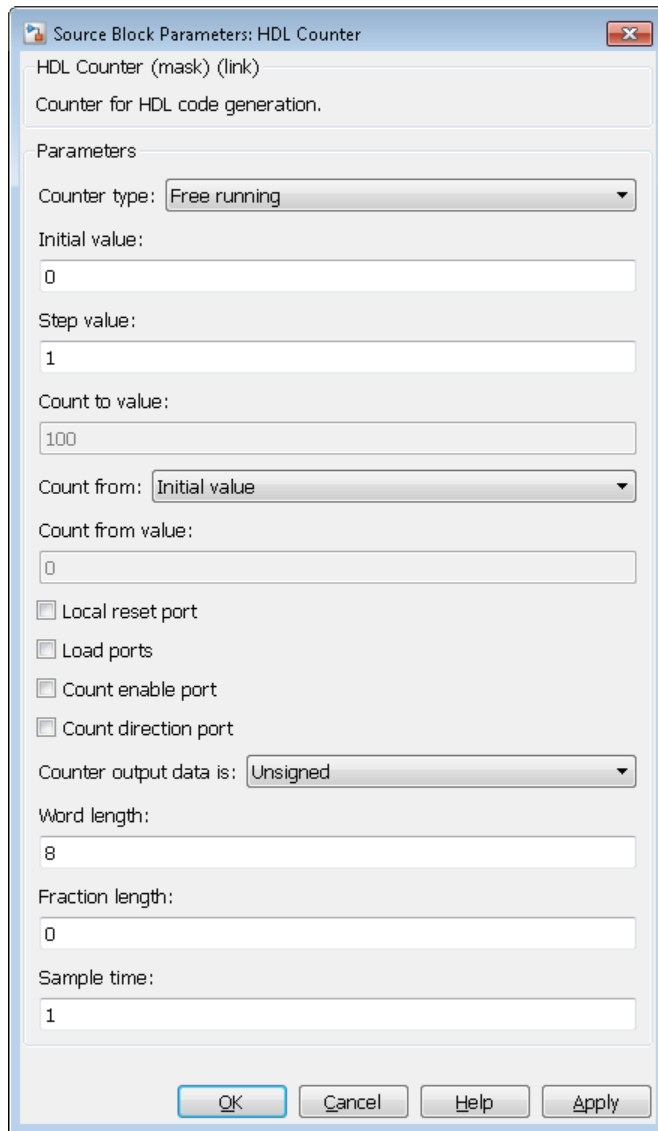 Source Block Parameters: HDL Counter
HDL Counter (mask) (link)
Counter for HDL code generation.
Parameters
Counter type: Free running
Initial value:
0
Step value:
1
Count to value:
100
Count from: Initial value
Count from value:
0
Local reset port
Load ports
Count enable port
Count direction port
Counter output data is: Unsigned
Word length:
8
Fraction length:
0
Sample time:
1
OK Cancel Help Apply